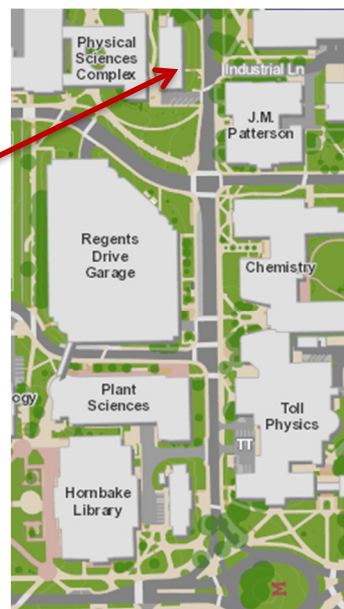 Physical
Sciences
Complex
Industrial Ln
J.M.
Patterson
Regents
Drive
Garage
Chemistry
ogy
Plant
Sciences
Toll
Physics
TT
Hornbake
Library
M